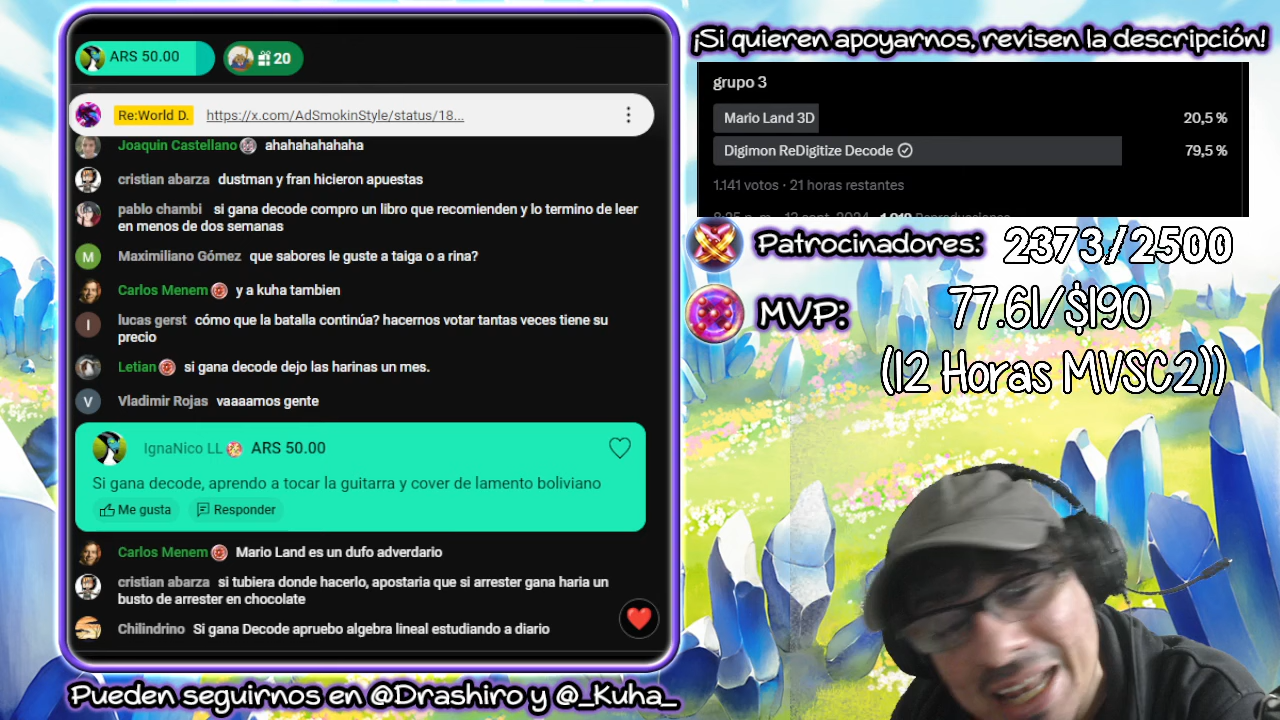 ARS 50.00
20
Re:World D. https://x.com/AdSmokinStyle/status/18...
Joaquin Castellano ahahahahahaha
cristian abarza dustman y fran hicieron apuestas
pablo chambi si gana decode compro un libro que recomienden y lo termino de leer
en menos de dos semanas
M Maximiliano Gómez que sabores le guste a taiga o a rina?
Carlos Menem y a kuha tambien
I lucas gerst cómo que la batalla continúa? hacernos votar tantas veces tiene su
precio
Letian si gana decode dejo las harinas un mes.
V Vladimir Rojas vaaaamos gente
IgnaNico LL ARS 50.00
Si gana decode, aprendo a tocar la guitarra y cover de lamento boliviano
Me gusta Responder
Carlos Menem Mario Land es un dufo adverdario
cristian abarza si tubiera donde hacerlo, apostaria que si arrester gana haria un
busto de arrester en chocolate
Chilindrino Si gana Decode apruebo algebra lineal estudiando a diario
Pueden seguirnos en @Drashiro y @_Kuha_
¡Si quieren apoyarnos, revisen la descripción!
grupo 3
Mario Land 3D 20,5 %
Digimon ReDigitize Decode 79,5 %
1.141 votos · 21 horas restantes
8:25 p. m. · 12 sept. 2024 · 1.919 Reproducciones
Patrocinadores: 2373/2500
MVP: 77.61/$190
(12 Horas MVSC2))